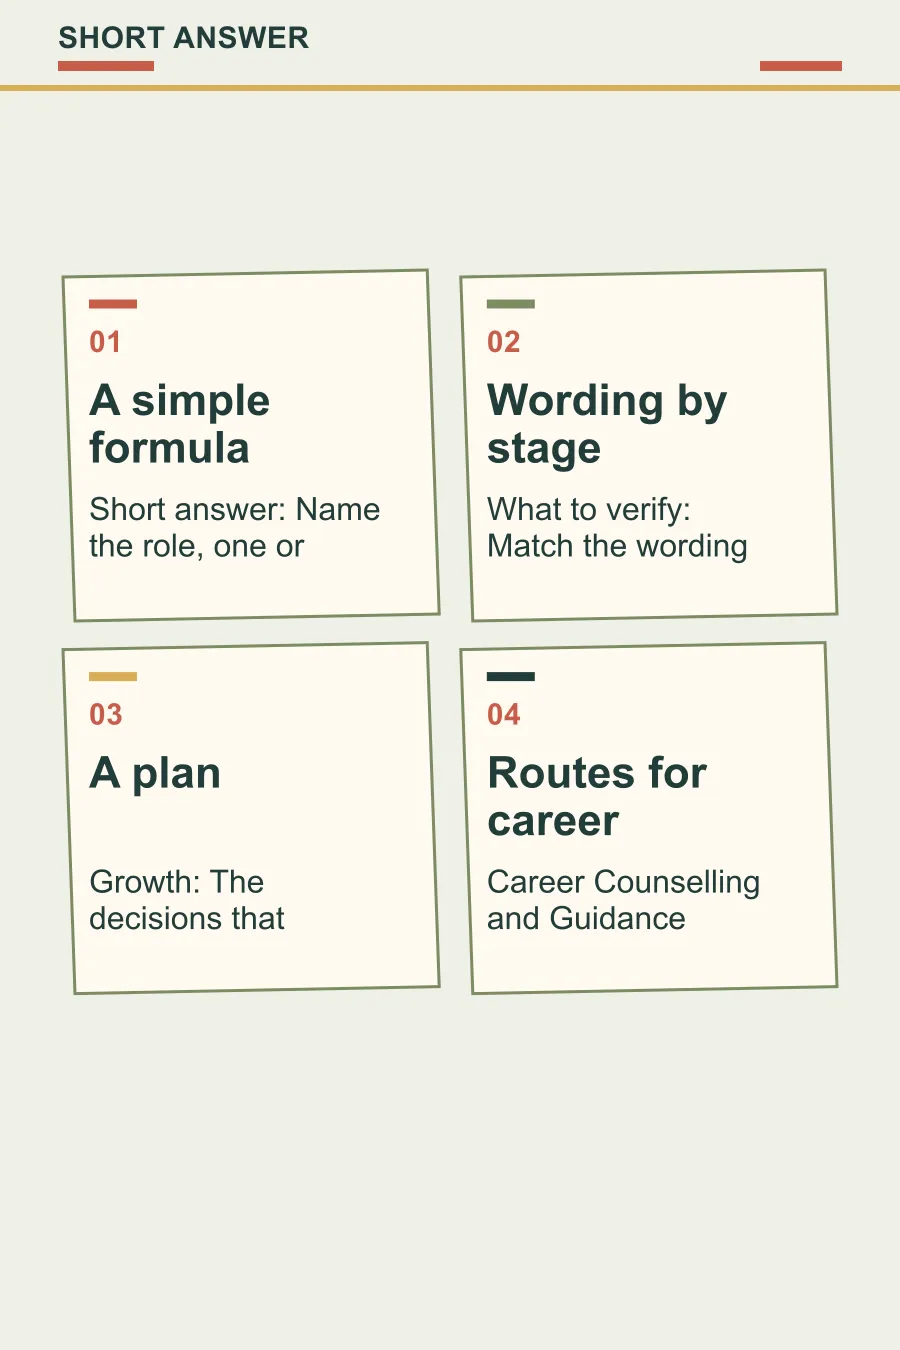 SHORT ANSWER
01
A simple
formula
Short answer: Name
the role, one or
02
Wording by
stage
What to verify:
Match the wording
03
A plan
Growth: The
decisions that
04
Routes for
career
Career Counselling
and Guidance